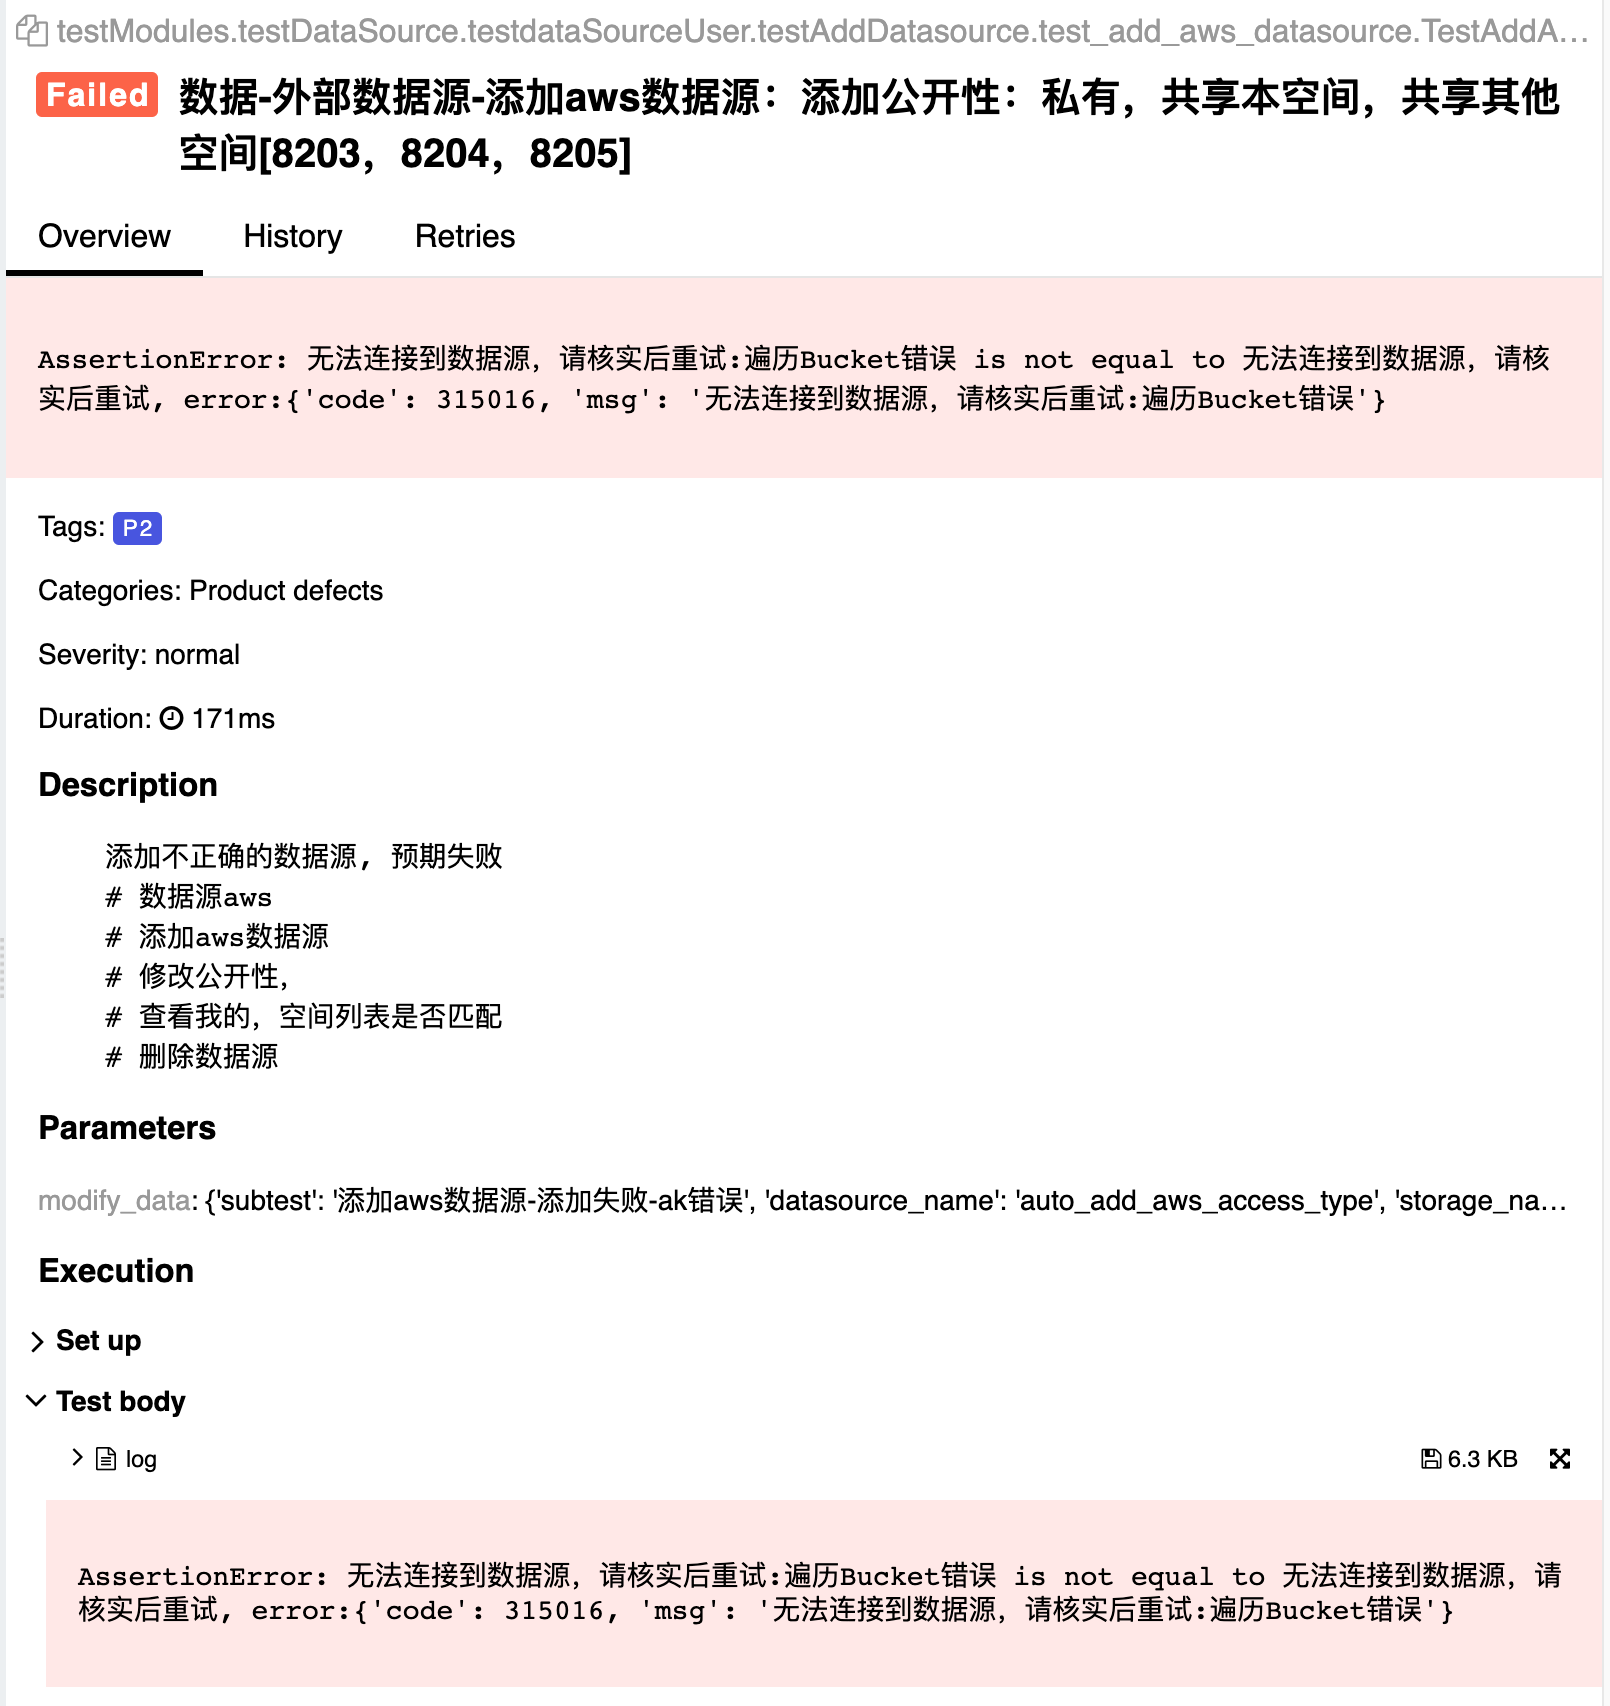 testModules.testDataSource.testdataSourceUser.testAddDatasource.test_add_aws_datasource.TestAddA...
Failed 数据-外部数据源-添加aws数据源：添加公开性：私有，共享本空间，共享其他
空间[8203，8204，8205]
Overview History Retries
AssertionError: 无法连接到数据源，请核实后重试:遍历Bucket错误 is not equal to 无法连接到数据源，请核
实后重试, error:{'code': 315016, 'msg': '无法连接到数据源，请核实后重试:遍历Bucket错误'}
Tags: P2
Categories: Product defects
Severity: normal
Duration: 171ms
Description
添加不正确的数据源, 预期失败
# 数据源aws
# 添加aws数据源
# 修改公开性,
# 查看我的，空间列表是否匹配
# 删除数据源
Parameters
modify_data: {'subtest': '添加aws数据源-添加失败-ak错误', 'datasource_name': 'auto_add_aws_access_type', 'storage_na...
Execution
Set up
Test body
log 6.3 KB
AssertionError: 无法连接到数据源，请核实后重试:遍历Bucket错误 is not equal to 无法连接到数据源，请
核实后重试, error:{'code': 315016, 'msg': '无法连接到数据源，请核实后重试:遍历Bucket错误'}